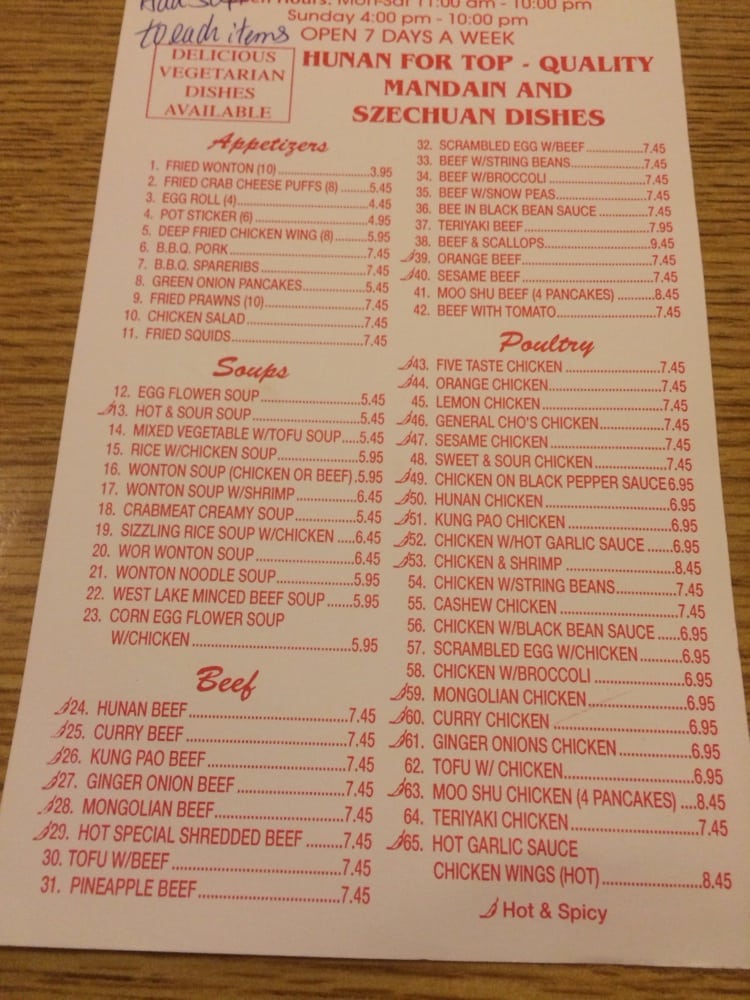 Hours: Mon-Sat 11:00 am - 10:00 pm
Sunday 4:00 pm - 10:00 pm
to each items
OPEN 7 DAYS A WEEK
DELICIOUS
VEGETARIAN
DISHES
AVAILABLE
HUNAN FOR TOP - QUALITY
MANDAIN AND
SZECHUAN DISHES
Appetizers
1. FRIED WONTON (10) 3.95
2. FRIED CRAB CHEESE PUFFS (8) 5.45
3. EGG ROLL (4) 4.45
4. POT STICKER (6) 4.95
5. DEEP FRIED CHICKEN WING (8) 5.95
6. B.B.Q. PORK 7.45
7. B.B.Q. SPARERIBS 7.45
8. GREEN ONION PANCAKES 5.45
9. FRIED PRAWNS (10) 7.45
10. CHICKEN SALAD 7.45
11. FRIED SQUIDS 7.45
Soups
12. EGG FLOWER SOUP 5.45
13. HOT & SOUR SOUP 5.45
14. MIXED VEGETABLE W/TOFU SOUP 5.45
15. RICE W/CHICKEN SOUP 5.95
16. WONTON SOUP (CHICKEN OR BEEF) 5.95
17. WONTON SOUP W/SHRIMP 6.45
18. CRABMEAT CREAMY SOUP 5.45
19. SIZZLING RICE SOUP W/CHICKEN 6.45
20. WOR WONTON SOUP 6.45
21. WONTON NOODLE SOUP 5.95
22. WEST LAKE MINCED BEEF SOUP 5.95
23. CORN EGG FLOWER SOUP
W/CHICKEN 5.95
Beef
24. HUNAN BEEF 7.45
25. CURRY BEEF 7.45
26. KUNG PAO BEEF 7.45
27. GINGER ONION BEEF 7.45
28. MONGOLIAN BEEF 7.45
29. HOT SPECIAL SHREDDED BEEF 7.45
30. TOFU W/BEEF 7.45
31. PINEAPPLE BEEF 7.45
32. SCRAMBLED EGG W/BEEF 7.45
33. BEEF W/STRING BEANS 7.45
34. BEEF W/BROCCOLI 7.45
35. BEEF W/SNOW PEAS 7.45
36. BEE IN BLACK BEAN SAUCE 7.45
37. TERIYAKI BEEF 7.95
38. BEEF & SCALLOPS 9.45
39. ORANGE BEEF 7.45
40. SESAME BEEF 7.45
41. MOO SHU BEEF (4 PANCAKES) 8.45
42. BEEF WITH TOMATO 7.45
Poultry
43. FIVE TASTE CHICKEN 7.45
44. ORANGE CHICKEN 7.45
45. LEMON CHICKEN 7.45
46. GENERAL CHO'S CHICKEN 7.45
47. SESAME CHICKEN 7.45
48. SWEET & SOUR CHICKEN 7.45
49. CHICKEN ON BLACK PEPPER SAUCE 6.95
50. HUNAN CHICKEN 6.95
51. KUNG PAO CHICKEN 6.95
52. CHICKEN W/HOT GARLIC SAUCE 6.95
53. CHICKEN & SHRIMP 8.45
54. CHICKEN W/STRING BEANS 7.45
55. CASHEW CHICKEN 7.45
56. CHICKEN W/BLACK BEAN SAUCE 6.95
57. SCRAMBLED EGG W/CHICKEN 6.95
58. CHICKEN W/BROCCOLI 6.95
59. MONGOLIAN CHICKEN 6.95
60. CURRY CHICKEN 6.95
61. GINGER ONIONS CHICKEN 6.95
62. TOFU W/ CHICKEN 6.95
63. MOO SHU CHICKEN (4 PANCAKES) 8.45
64. TERIYAKI CHICKEN 7.45
65. HOT GARLIC SAUCE
CHICKEN WINGS (HOT) 8.45
Hot & Spicy